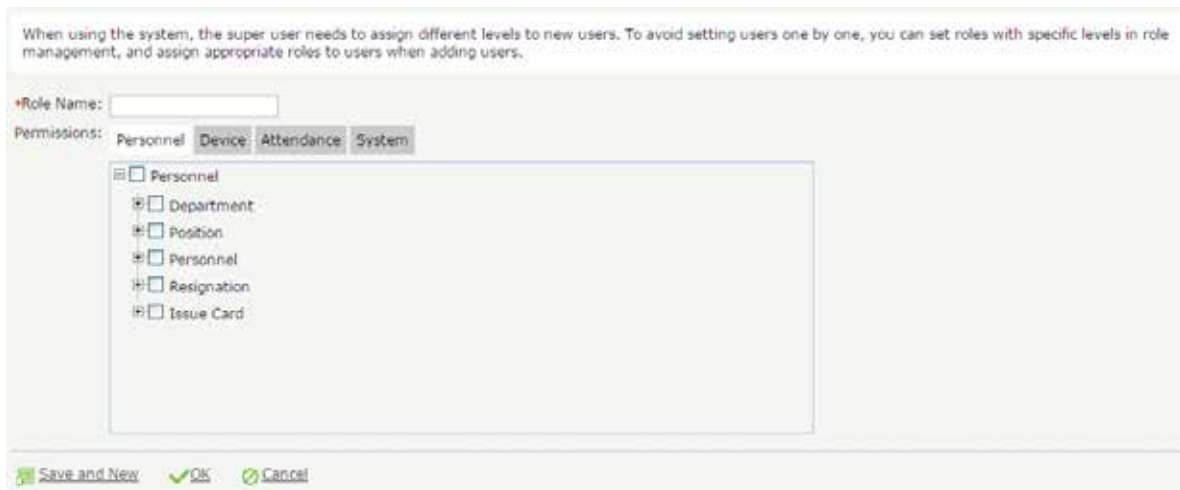 When using the system, the super user needs to assign different levels to new users. To avoid setting users one by one, you can set roles with specific levels in role
management, and assign appropriate roles to users when adding users.
*Role Name:
Permissions: Personnel Device Attendance System
Personnel
Department
Position
Personnel
Resignation
Issue Card
Save and New OK Cancel